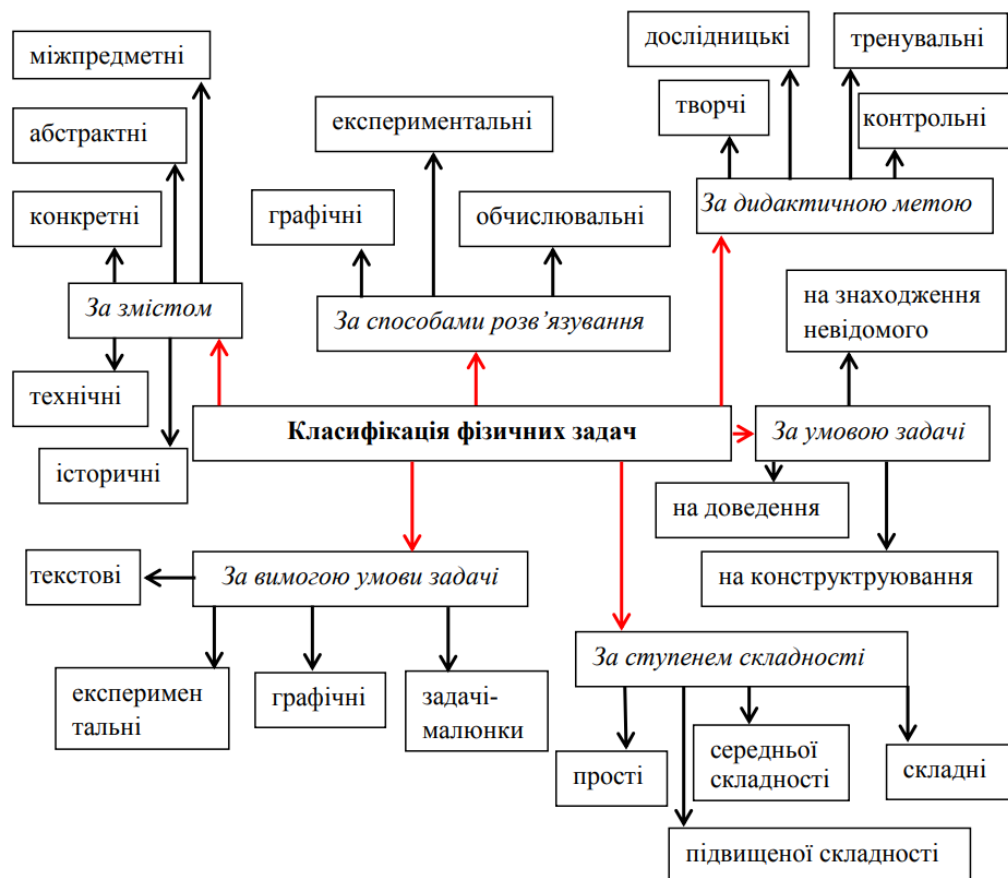 міжпредметні
абстрактні
конкретні
За змістом
технічні
історичні
експериментальні
графічні
обчислювальні
За способами розв’язування
дослідницькі
тренувальні
творчі
контрольні
За дидактичною метою
на знаходження
невідомого
Класифікація фізичних задач
За умовою задачі
на доведення
на конструктруювання
текстові
За вимогою умови задачі
експеримен
тальні
графічні
задачі-
малюнки
За ступенем складності
прості
середньої
складності
складні
підвищеної складності